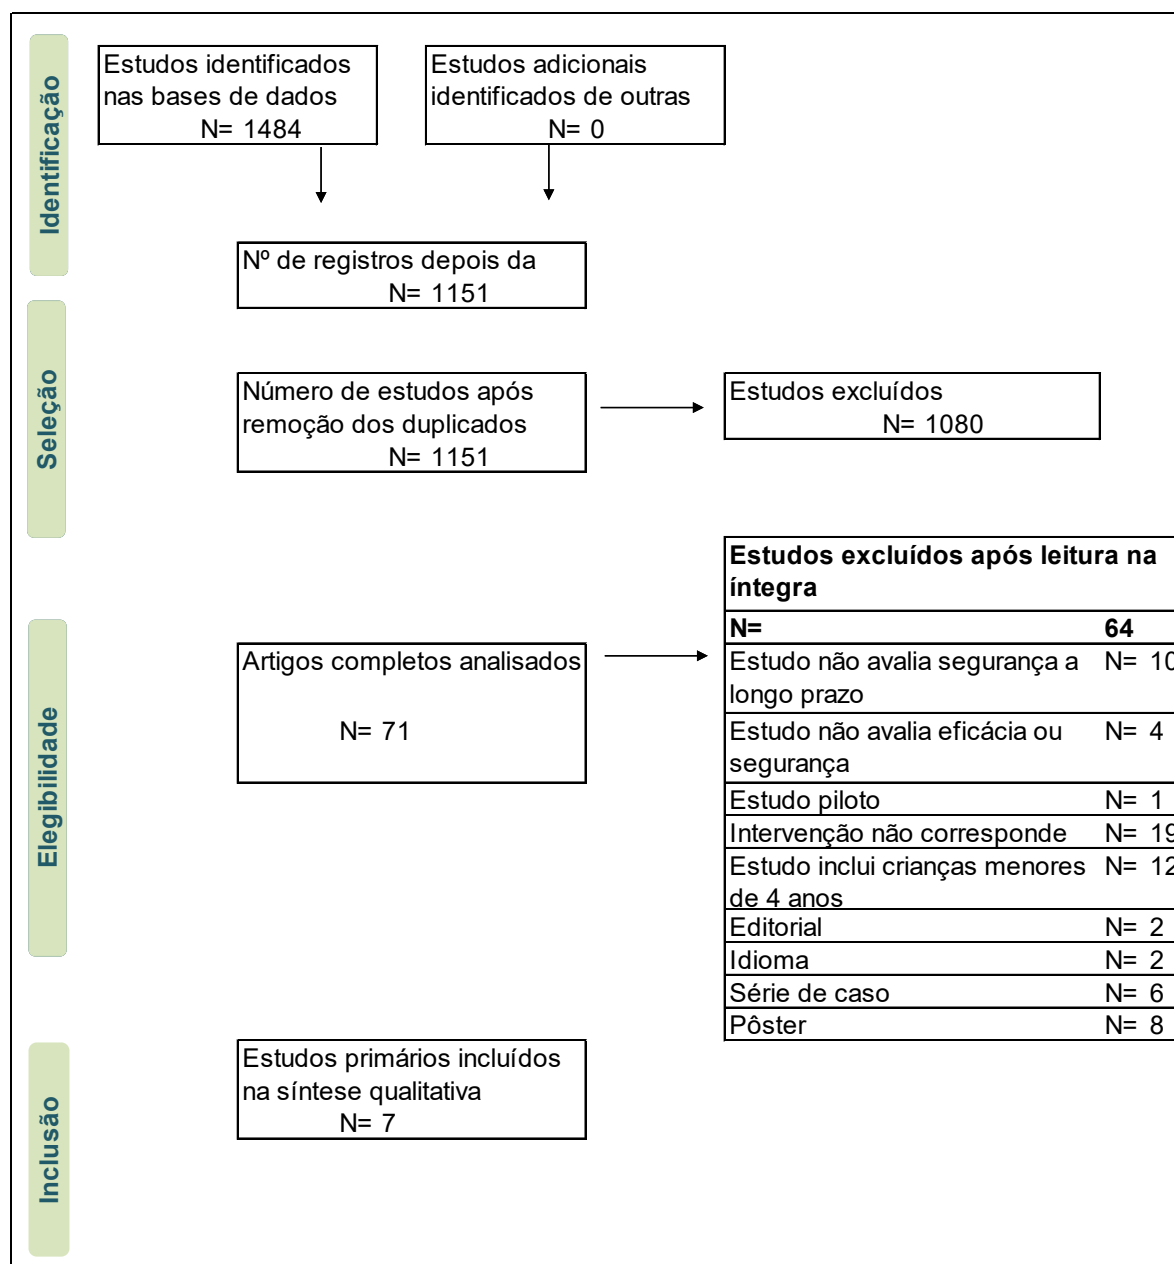 Identificação
Estudos identificados
nas bases de dados
N= 1484
Estudos adicionais
identificados de outras
N= 0
Nº de registros depois da
N= 1151
Seleção
Número de estudos após
remoção dos duplicados
N= 1151
Estudos excluídos
N= 1080
Elegibilidade
Artigos completos analisados
N= 71
Estudos excluídos após leitura na
íntegra
N= 64
Estudo não avalia segurança a N= 10
longo prazo
Estudo não avalia eficácia ou N= 4
segurança
Estudo piloto N= 1
Intervenção não corresponde N= 19
Estudo inclui crianças menores N= 12
de 4 anos
Editorial N= 2
Idioma N= 2
Série de caso N= 6
Pôster N= 8
Inclusão
Estudos primários incluídos
na síntese qualitativa
N= 7